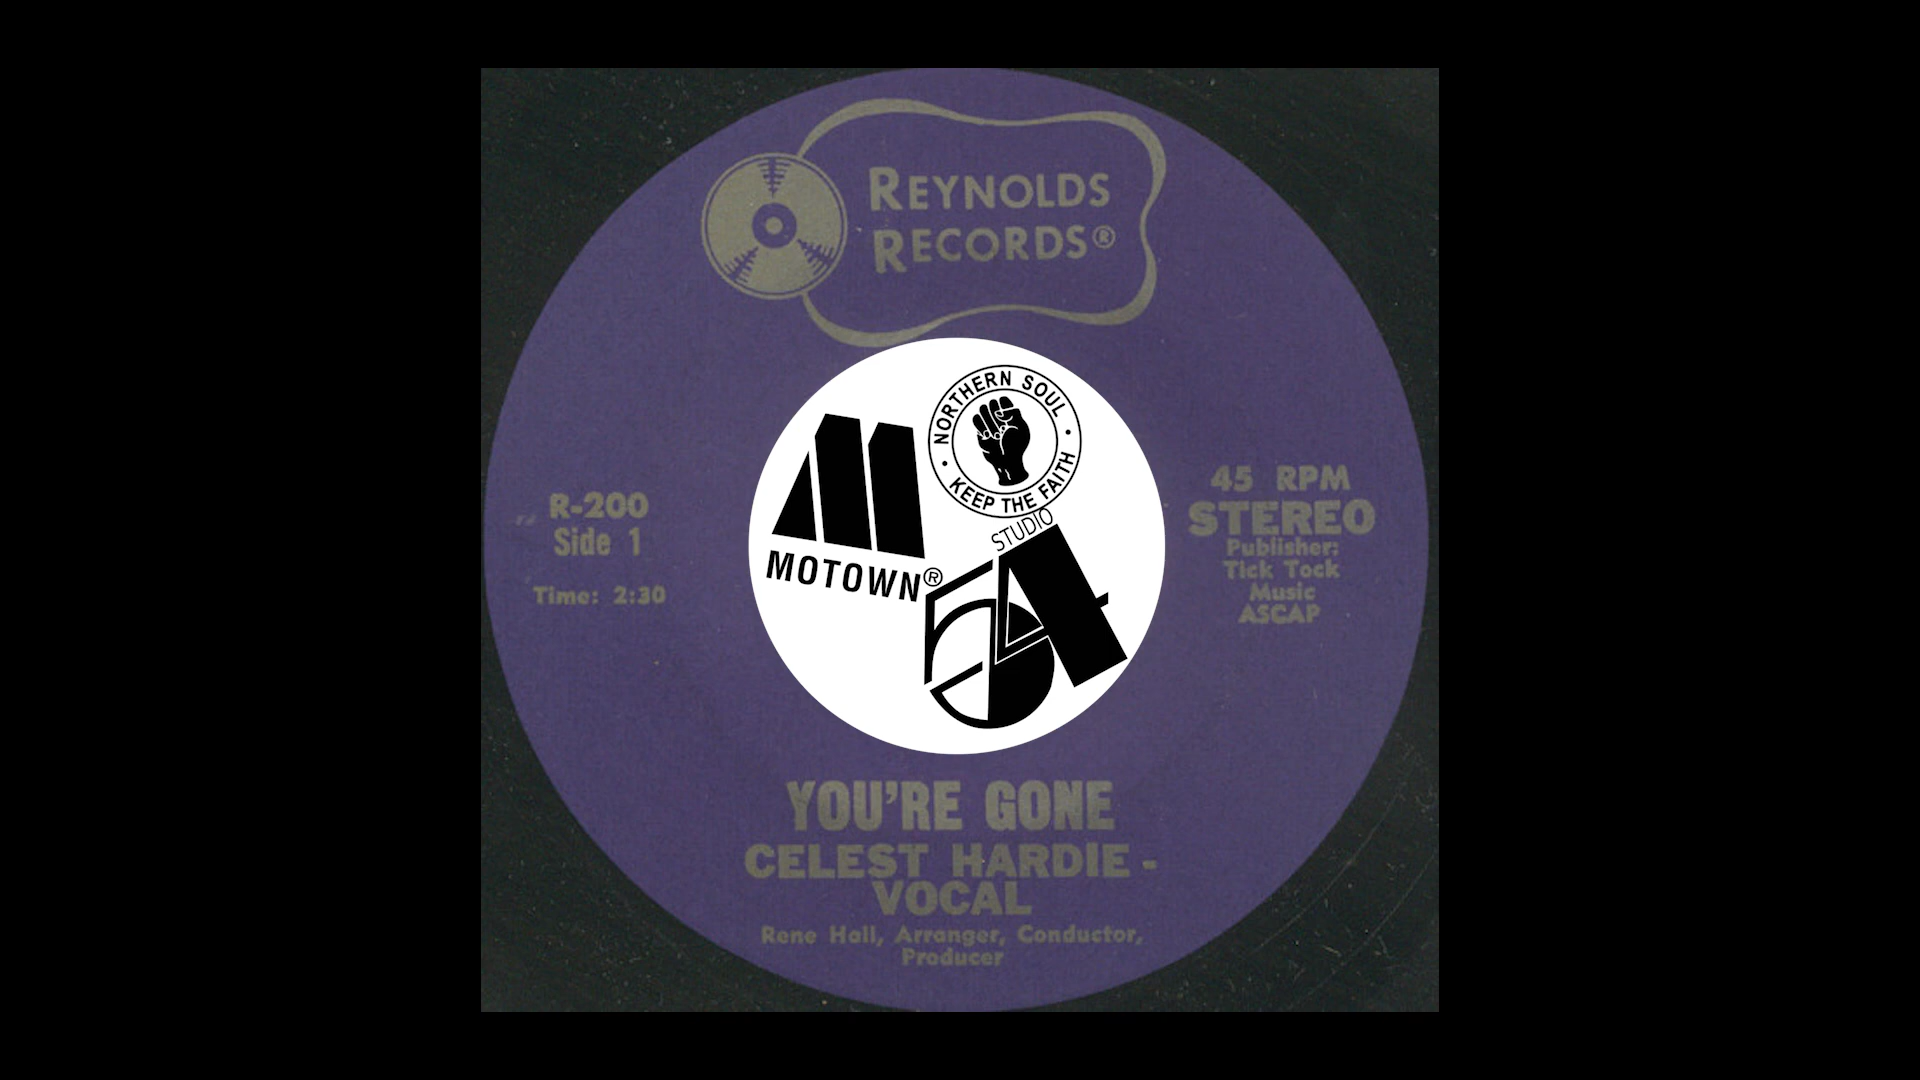 REYNOLDS
RECORDS®
NORTHERN SOUL
KEEP THE FAITH
MOTOWN®
STUDIO
54
R-200
Side 1
Time: 2:30
45 RPM
STEREO
Publisher:
Tick Tock
Music
ASCAP
YOU'RE GONE
CELEST HARDIE -
VOCAL
Rene Hall, Arranger, Conductor,
Producer